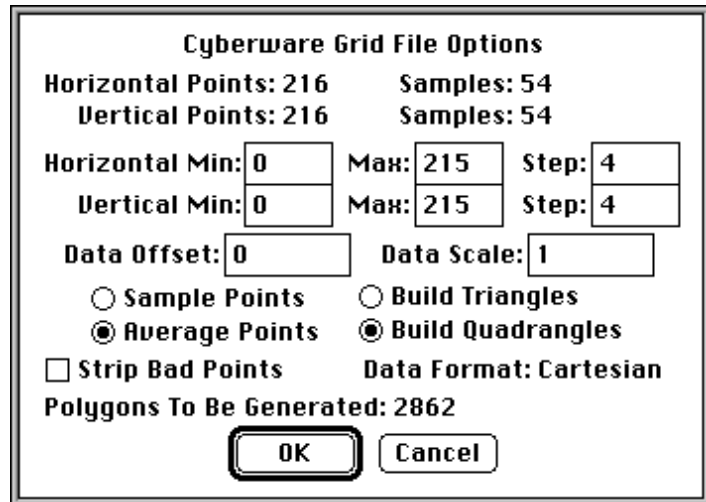 Cyberware Grid File Options
Horizontal Points: 216 Samples: 54
Vertical Points: 216 Samples: 54
Horizontal Min: 0 Max: 215 Step: 4
Vertical Min: 0 Max: 215 Step: 4
Data Offset: 0 Data Scale: 1
Sample Points Build Triangles
Average Points Build Quadrangles
Strip Bad Points Data Format: Cartesian
Polygons To Be Generated: 2862
OK Cancel